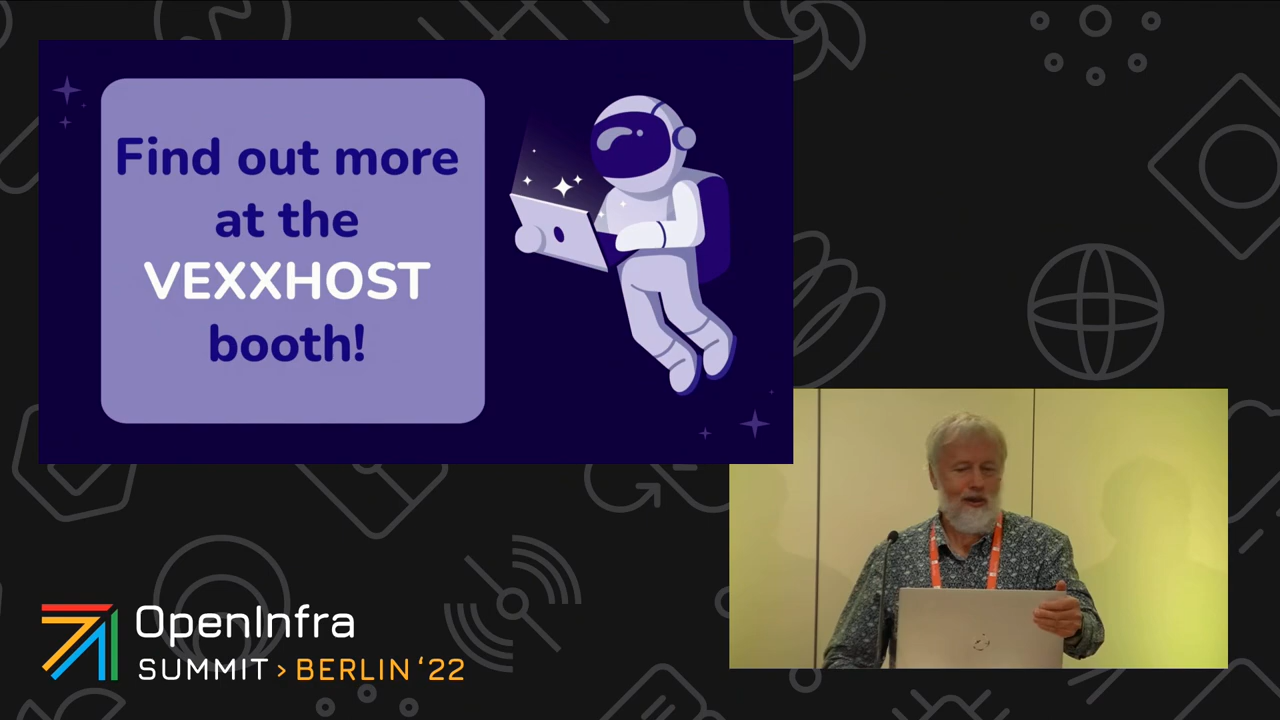 Find out more
at the
VEXXHOST
booth!
OpenInfra
SUMMIT > BERLIN '22